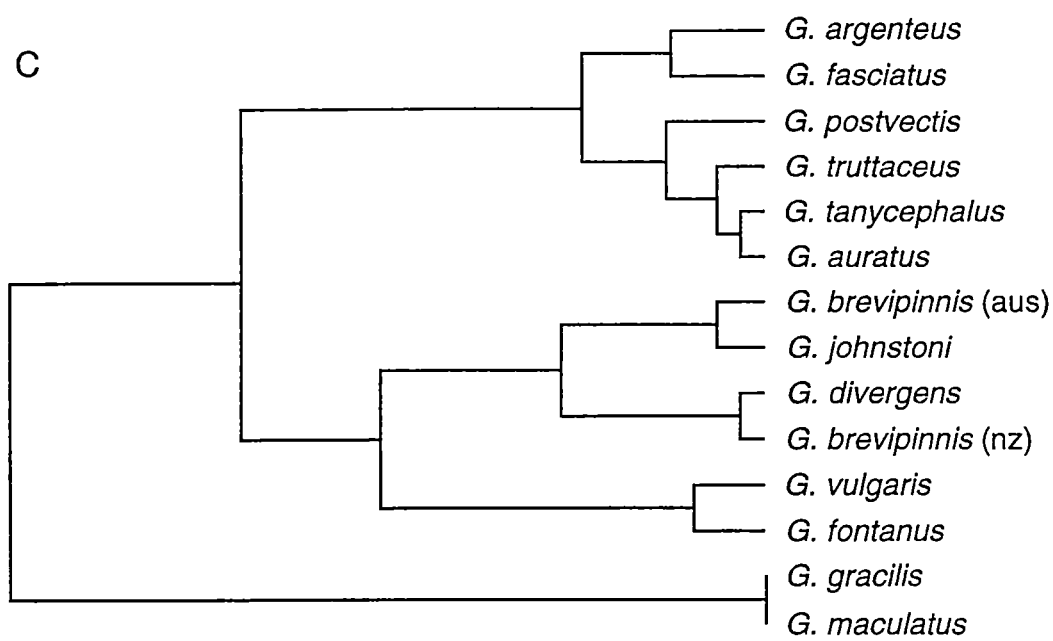 C
G. argenteus
G. fasciatus
G. postvectis
G. truttaceus
G. tanycephalus
G. auratus
G. brevipinnis (aus)
G. johnstoni
G. divergens
G. brevipinnis (nz)
G. vulgaris
G. fontanus
G. gracilis
G. maculatus